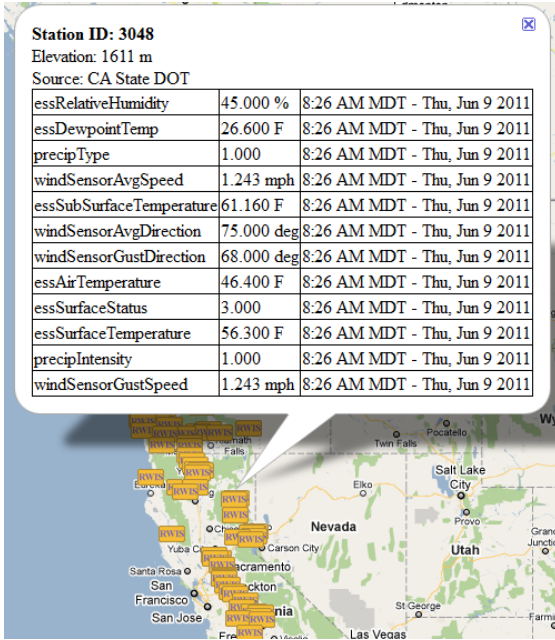 Station ID: 3048
Elevation: 1611 m
Source: CA State DOT
essRelativeHumidity 45.000 % 8:26 AM MDT - Thu, Jun 9 2011
essDewpointTemp 26.600 F 8:26 AM MDT - Thu, Jun 9 2011
precipType 1.000 8:26 AM MDT - Thu, Jun 9 2011
windSensorAvgSpeed 1.243 mph 8:26 AM MDT - Thu, Jun 9 2011
essSubSurfaceTemperature 61.160 F 8:26 AM MDT - Thu, Jun 9 2011
windSensorAvgDirection 75.000 deg 8:26 AM MDT - Thu, Jun 9 2011
windSensorGustDirection 68.000 deg 8:26 AM MDT - Thu, Jun 9 2011
essAirTemperature 46.400 F 8:26 AM MDT - Thu, Jun 9 2011
essSurfaceStatus 3.000 8:26 AM MDT - Thu, Jun 9 2011
essSurfaceTemperature 56.300 F 8:26 AM MDT - Thu, Jun 9 2011
precipIntensity 1.000 8:26 AM MDT - Thu, Jun 9 2011
windSensorGustSpeed 1.243 mph 8:26 AM MDT - Thu, Jun 9 2011
RWIS
Falls
Twin Falls
Pocatello
Salt Lake
City
Elko
RWIS
RWIS
RWIS
Provo
Nevada
RWIS
Carson City
Utah
Santa Rosa
San
Francisco
San Jose
St George
Las Vegas
RWIS